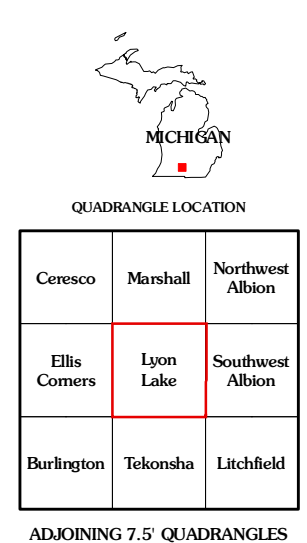 MICHIGAN
QUADRANGLE LOCATION
Ceresco
Marshall
Northwest
Albion
Ellis
Corners
Lyon
Lake
Southwest
Albion
Burlington
Tekonsha
Litchfield
ADJOINING 7.5' QUADRANGLES